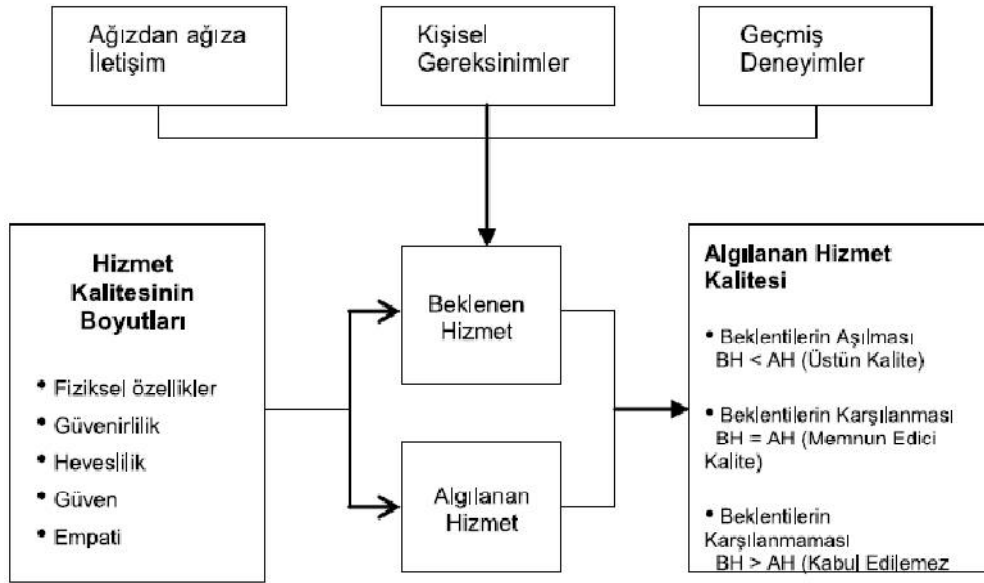 Ağızdan ağıza
İletişim
Kişisel
Gereksinimler
Geçmiş
Deneyimler
Hizmet
Kalitesinin
Boyutları
• Fiziksel özellikler
• Güvenirlilik
• Heveslilik
• Güven
• Empati
Beklenen
Hizmet
Algılanan
Hizmet
Algılanan Hizmet
Kalitesi
• Beklentilerin Aşılması
BH < AH (Üstün Kalite)
• Beklentilerin Karşılanması
BH = AH (Memnun Edici
Kalite)
• Beklentilerin
Karşılanmaması
BH > AH (Kabul Edilemez